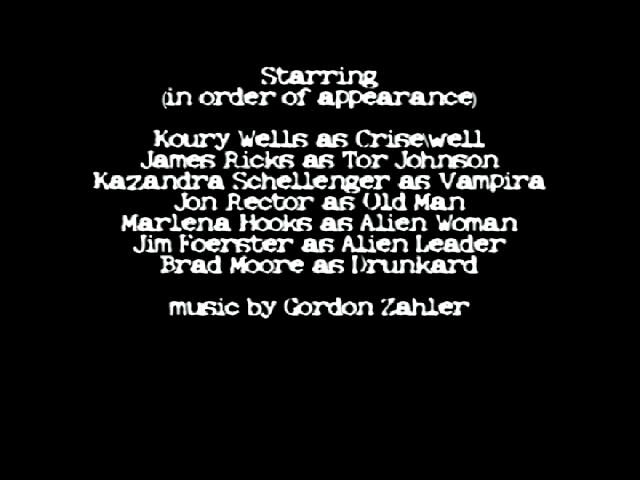 Starring
(in order of appearance)
Koury Wells as Criswell
James Ricks as Tor Johnson
Kazandra Schellenger as Vampira
Jon Rector as Old Man
Marlena Hooks as Alien Woman
Jim Foerster as Alien Leader
Brad Moore as Drunkard
music by Gordon Zahler